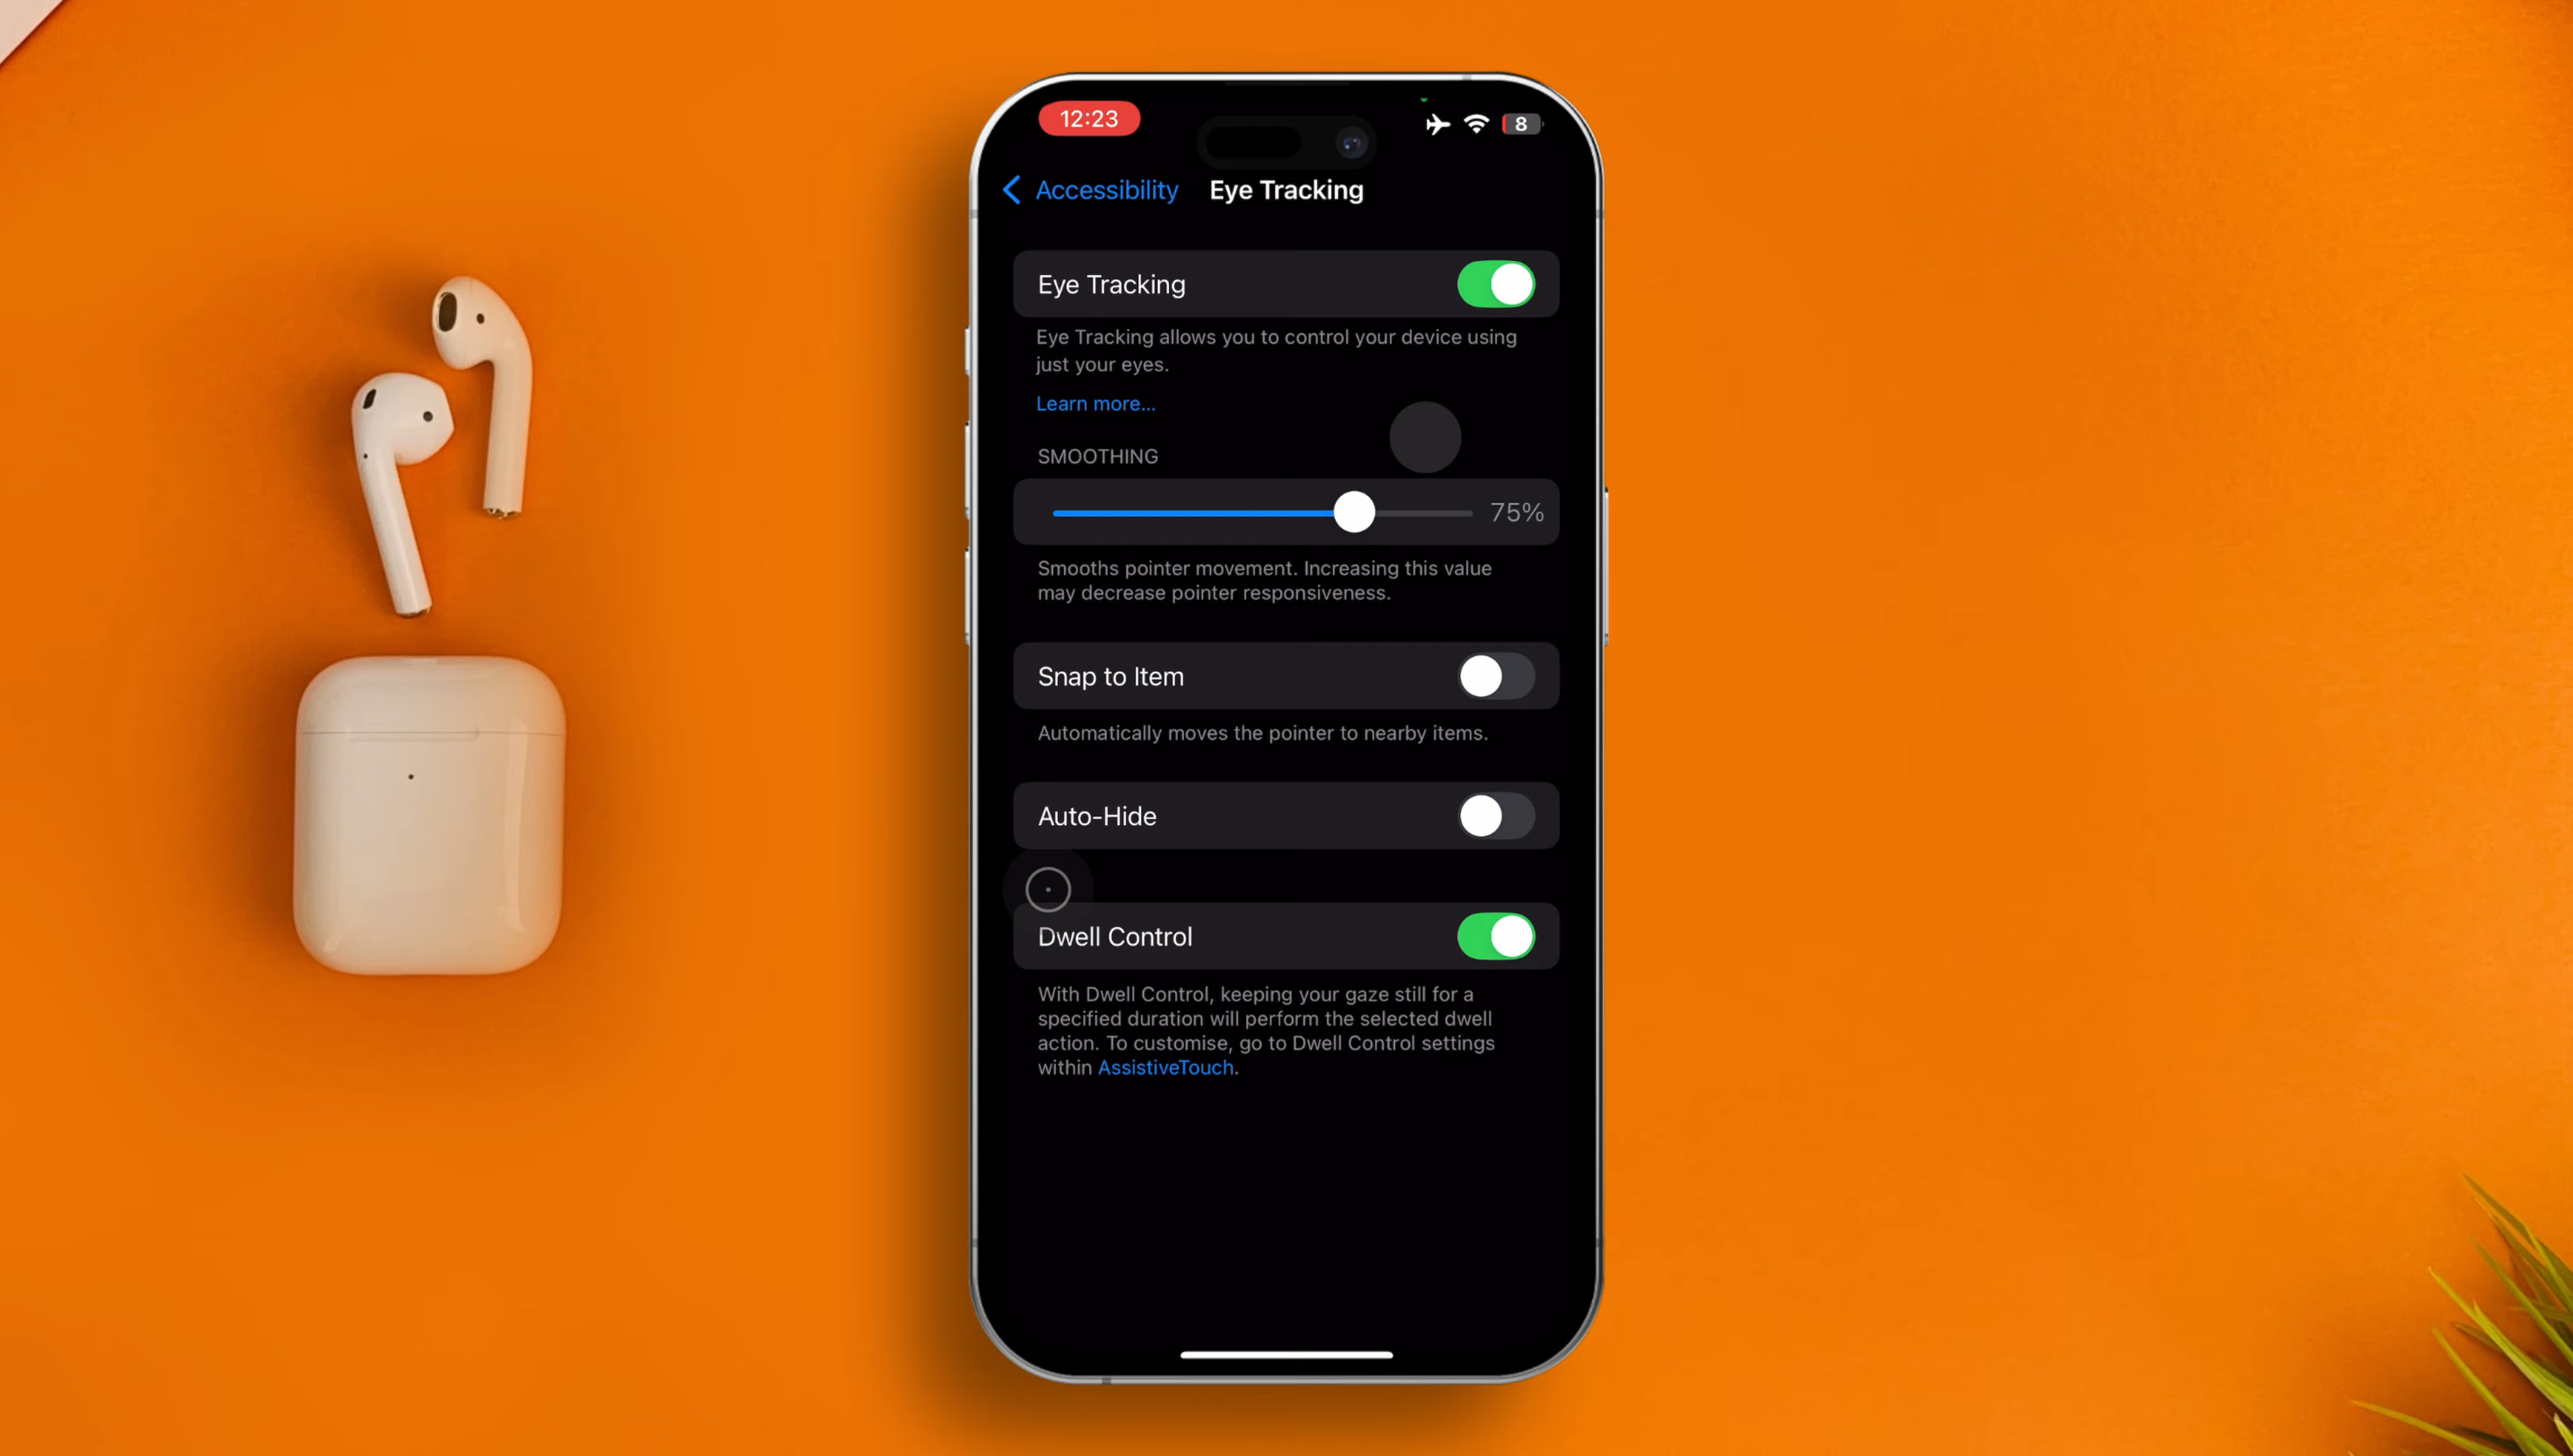 12:23
8
Accessibility Eye Tracking
Eye Tracking
Eye Tracking allows you to control your device using
just your eyes.
Learn more...
SMOOTHING
75%
Smooths pointer movement. Increasing this value
may decrease pointer responsiveness.
Snap to Item
Automatically moves the pointer to nearby items.
Auto-Hide
Dwell Control
With Dwell Control, keeping your gaze still for a
specified duration will perform the selected dwell
action. To customise, go to Dwell Control settings
within AssistiveTouch.